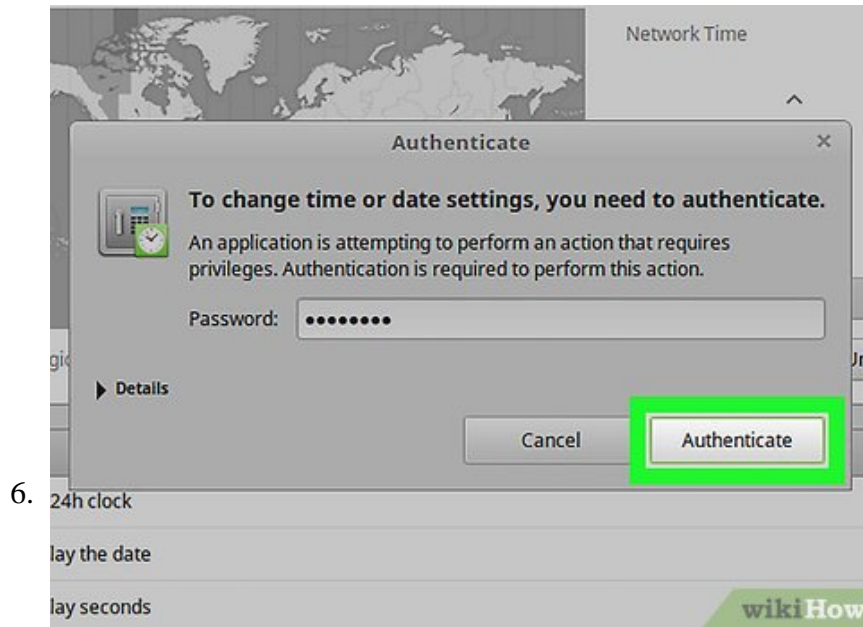 Network Time
Authenticate
To change time or date settings, you need to authenticate.
An application is attempting to perform an action that requires
privileges. Authentication is required to perform this action.
Password: ••••••••
Details
Cancel
Authenticate
6.
24h clock
lay the date
lay seconds
wikiHow